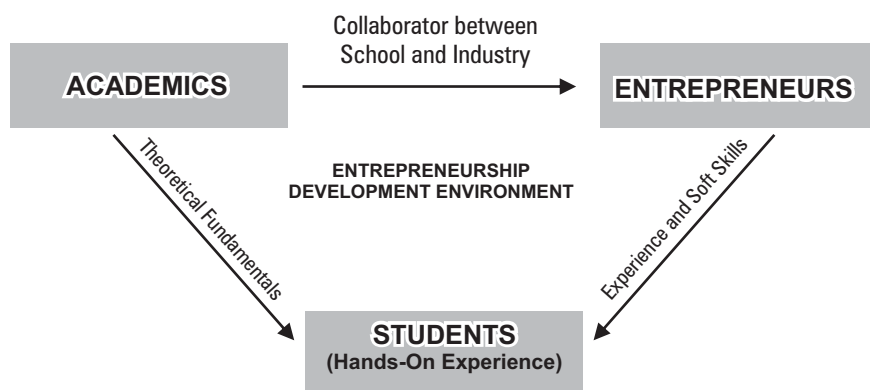 Collaborator between
School and Industry
ACADEMICS
ENTREPRENEURS
Theoretical Fundamentals
ENTREPRENEURSHIP
DEVELOPMENT ENVIRONMENT
Experience and Soft Skills
STUDENTS
(Hands-On Experience)